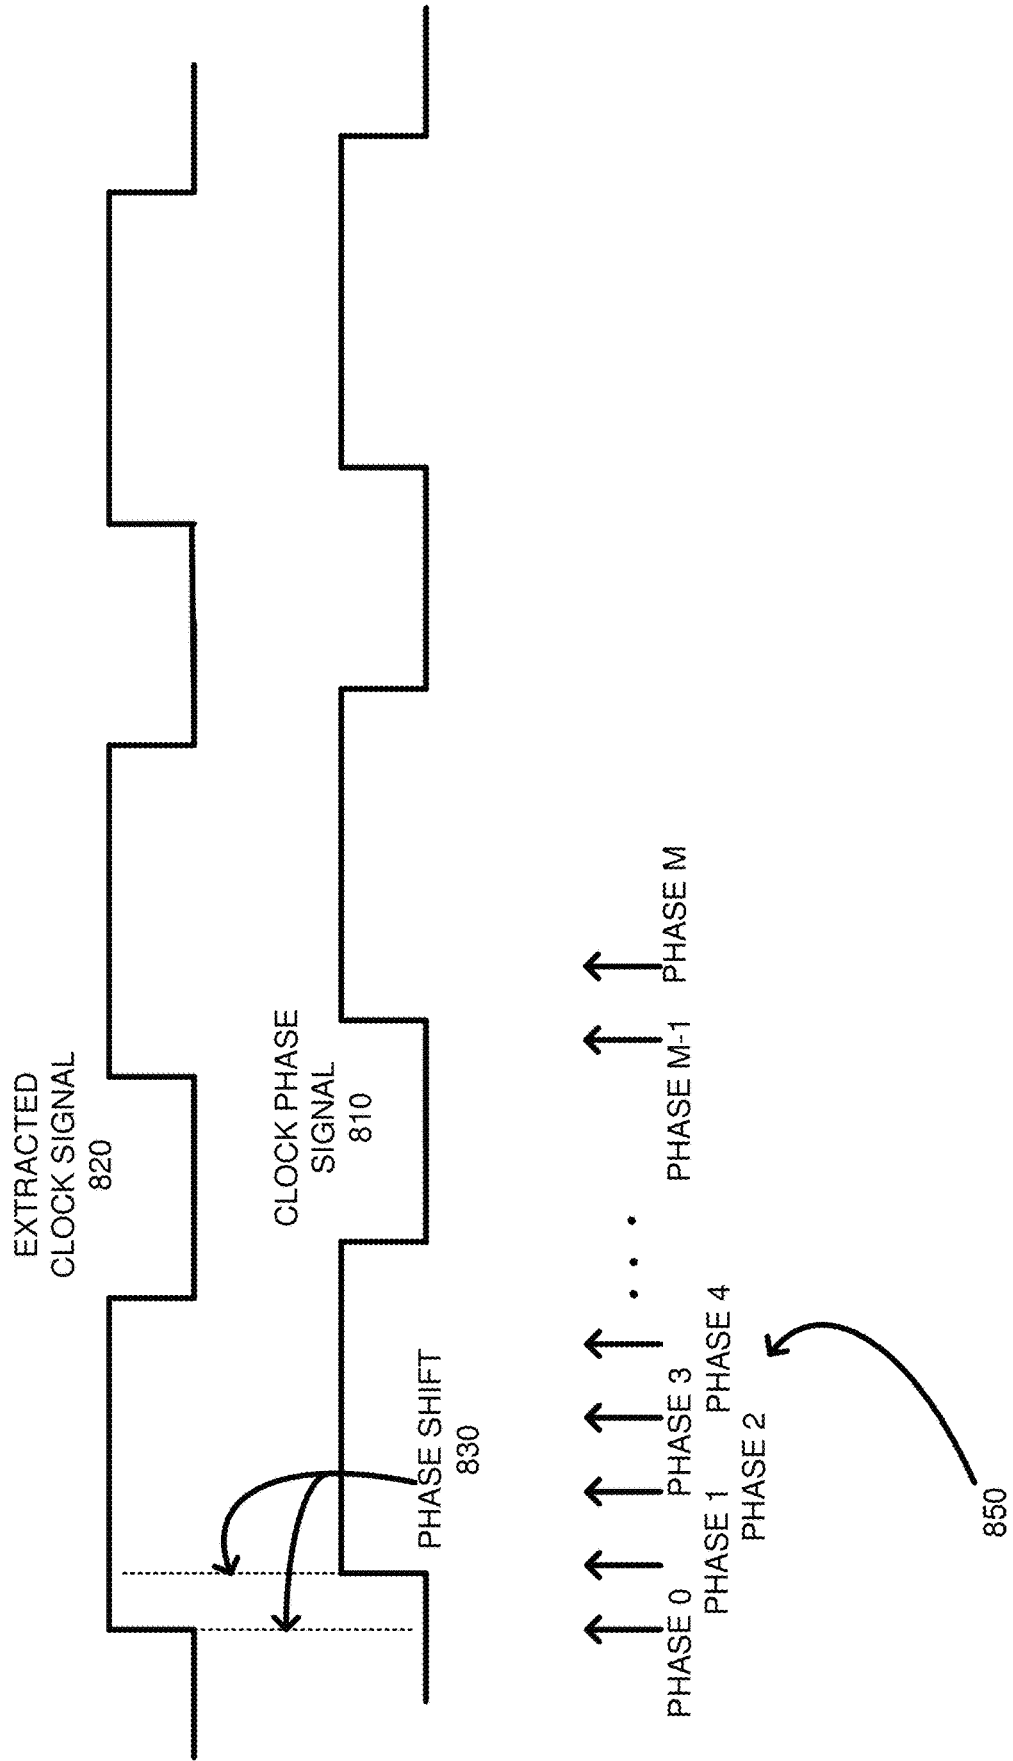 EXTRACTED
CLOCK SIGNAL
820
CLOCK PHASE
SIGNAL
810
PHASE SHIFT
830
PHASE 0
PHASE 1
PHASE 2
PHASE 3
PHASE 4
PHASE M-1
PHASE M
850